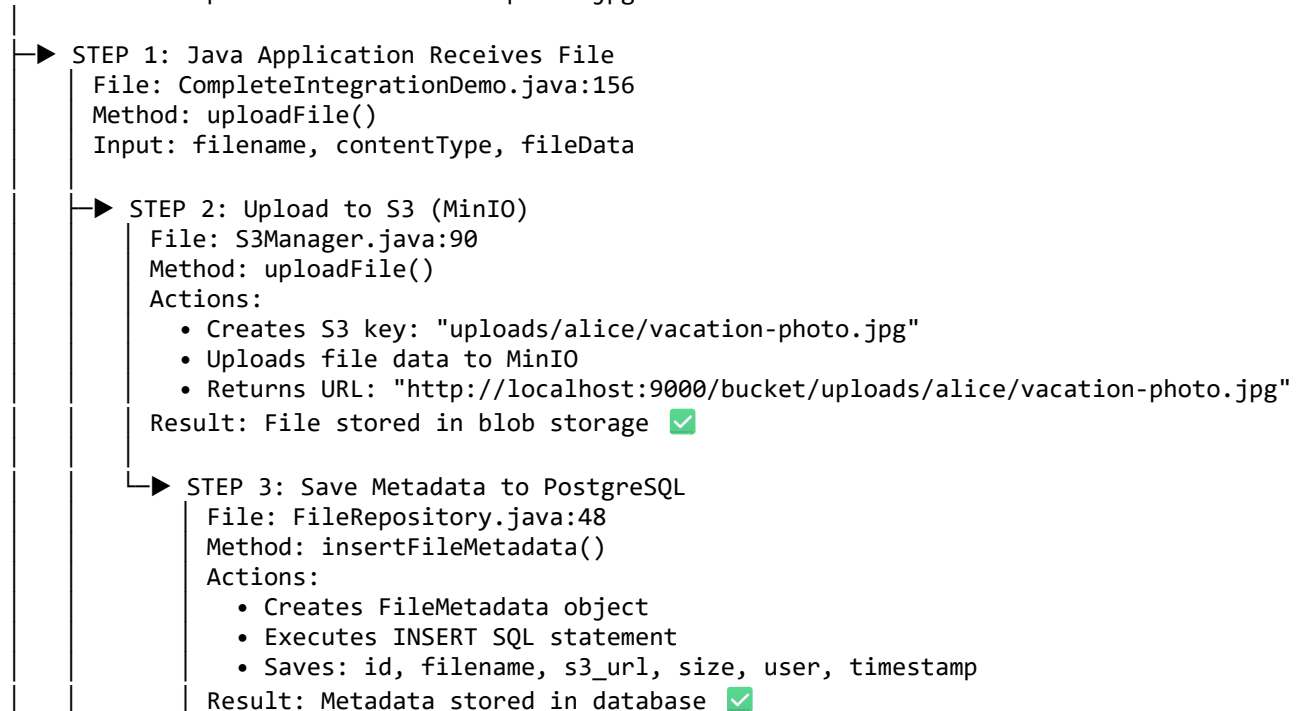 STEP 1: Java Application Receives File
File: CompleteIntegrationDemo.java:156
Method: uploadFile()
Input: filename, contentType, fileData
STEP 2: Upload to S3 (MinIO)
File: S3Manager.java:90
Method: uploadFile()
Actions:
• Creates S3 key: "uploads/alice/vacation-photo.jpg"
• Uploads file data to MinIO
• Returns URL: "http://localhost:9000/bucket/uploads/alice/vacation-photo.jpg"
Result: File stored in blob storage ✅
STEP 3: Save Metadata to PostgreSQL
File: FileRepository.java:48
Method: insertFileMetadata()
Actions:
• Creates FileMetadata object
• Executes INSERT SQL statement
• Saves: id, filename, s3_url, size, user, timestamp
Result: Metadata stored in database ✅